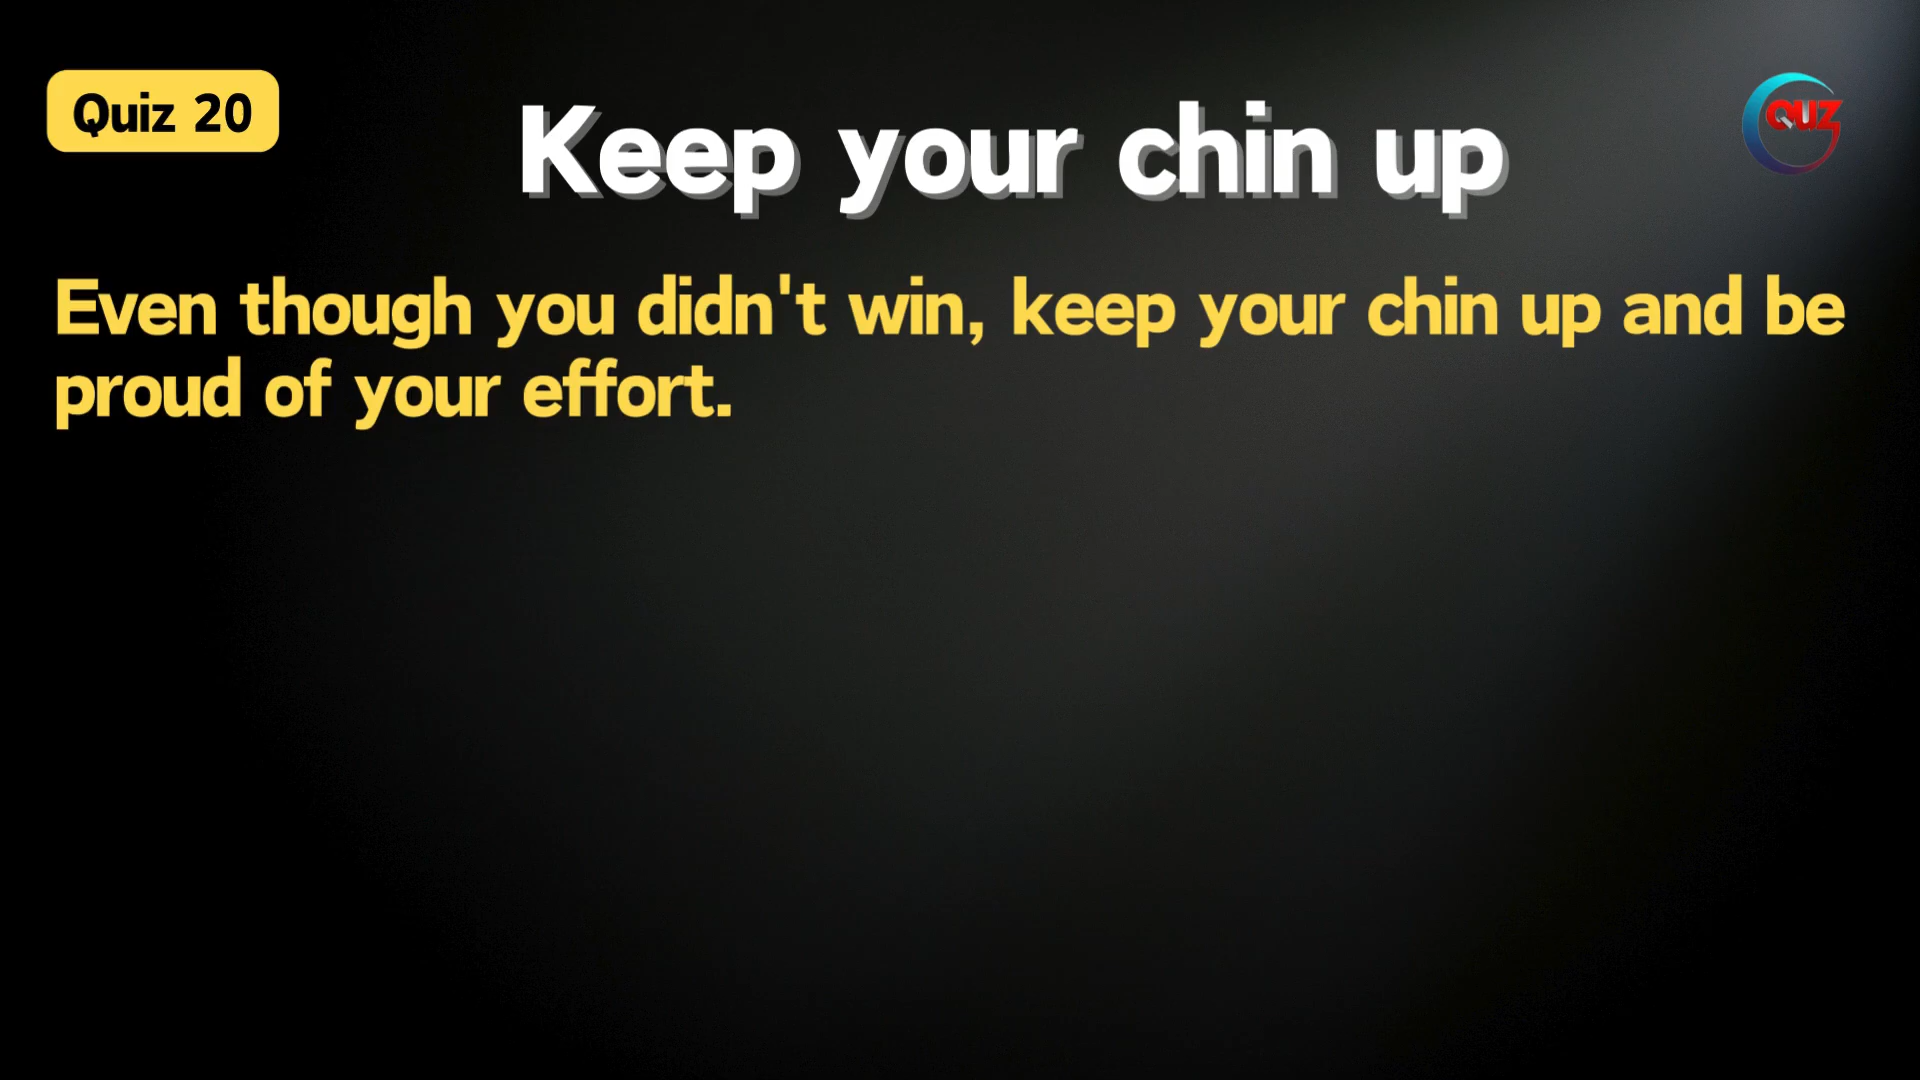 Quiz 20
Keep your chin up
QUZ
Even though you didn't win, keep your chin up and be
proud of your effort.